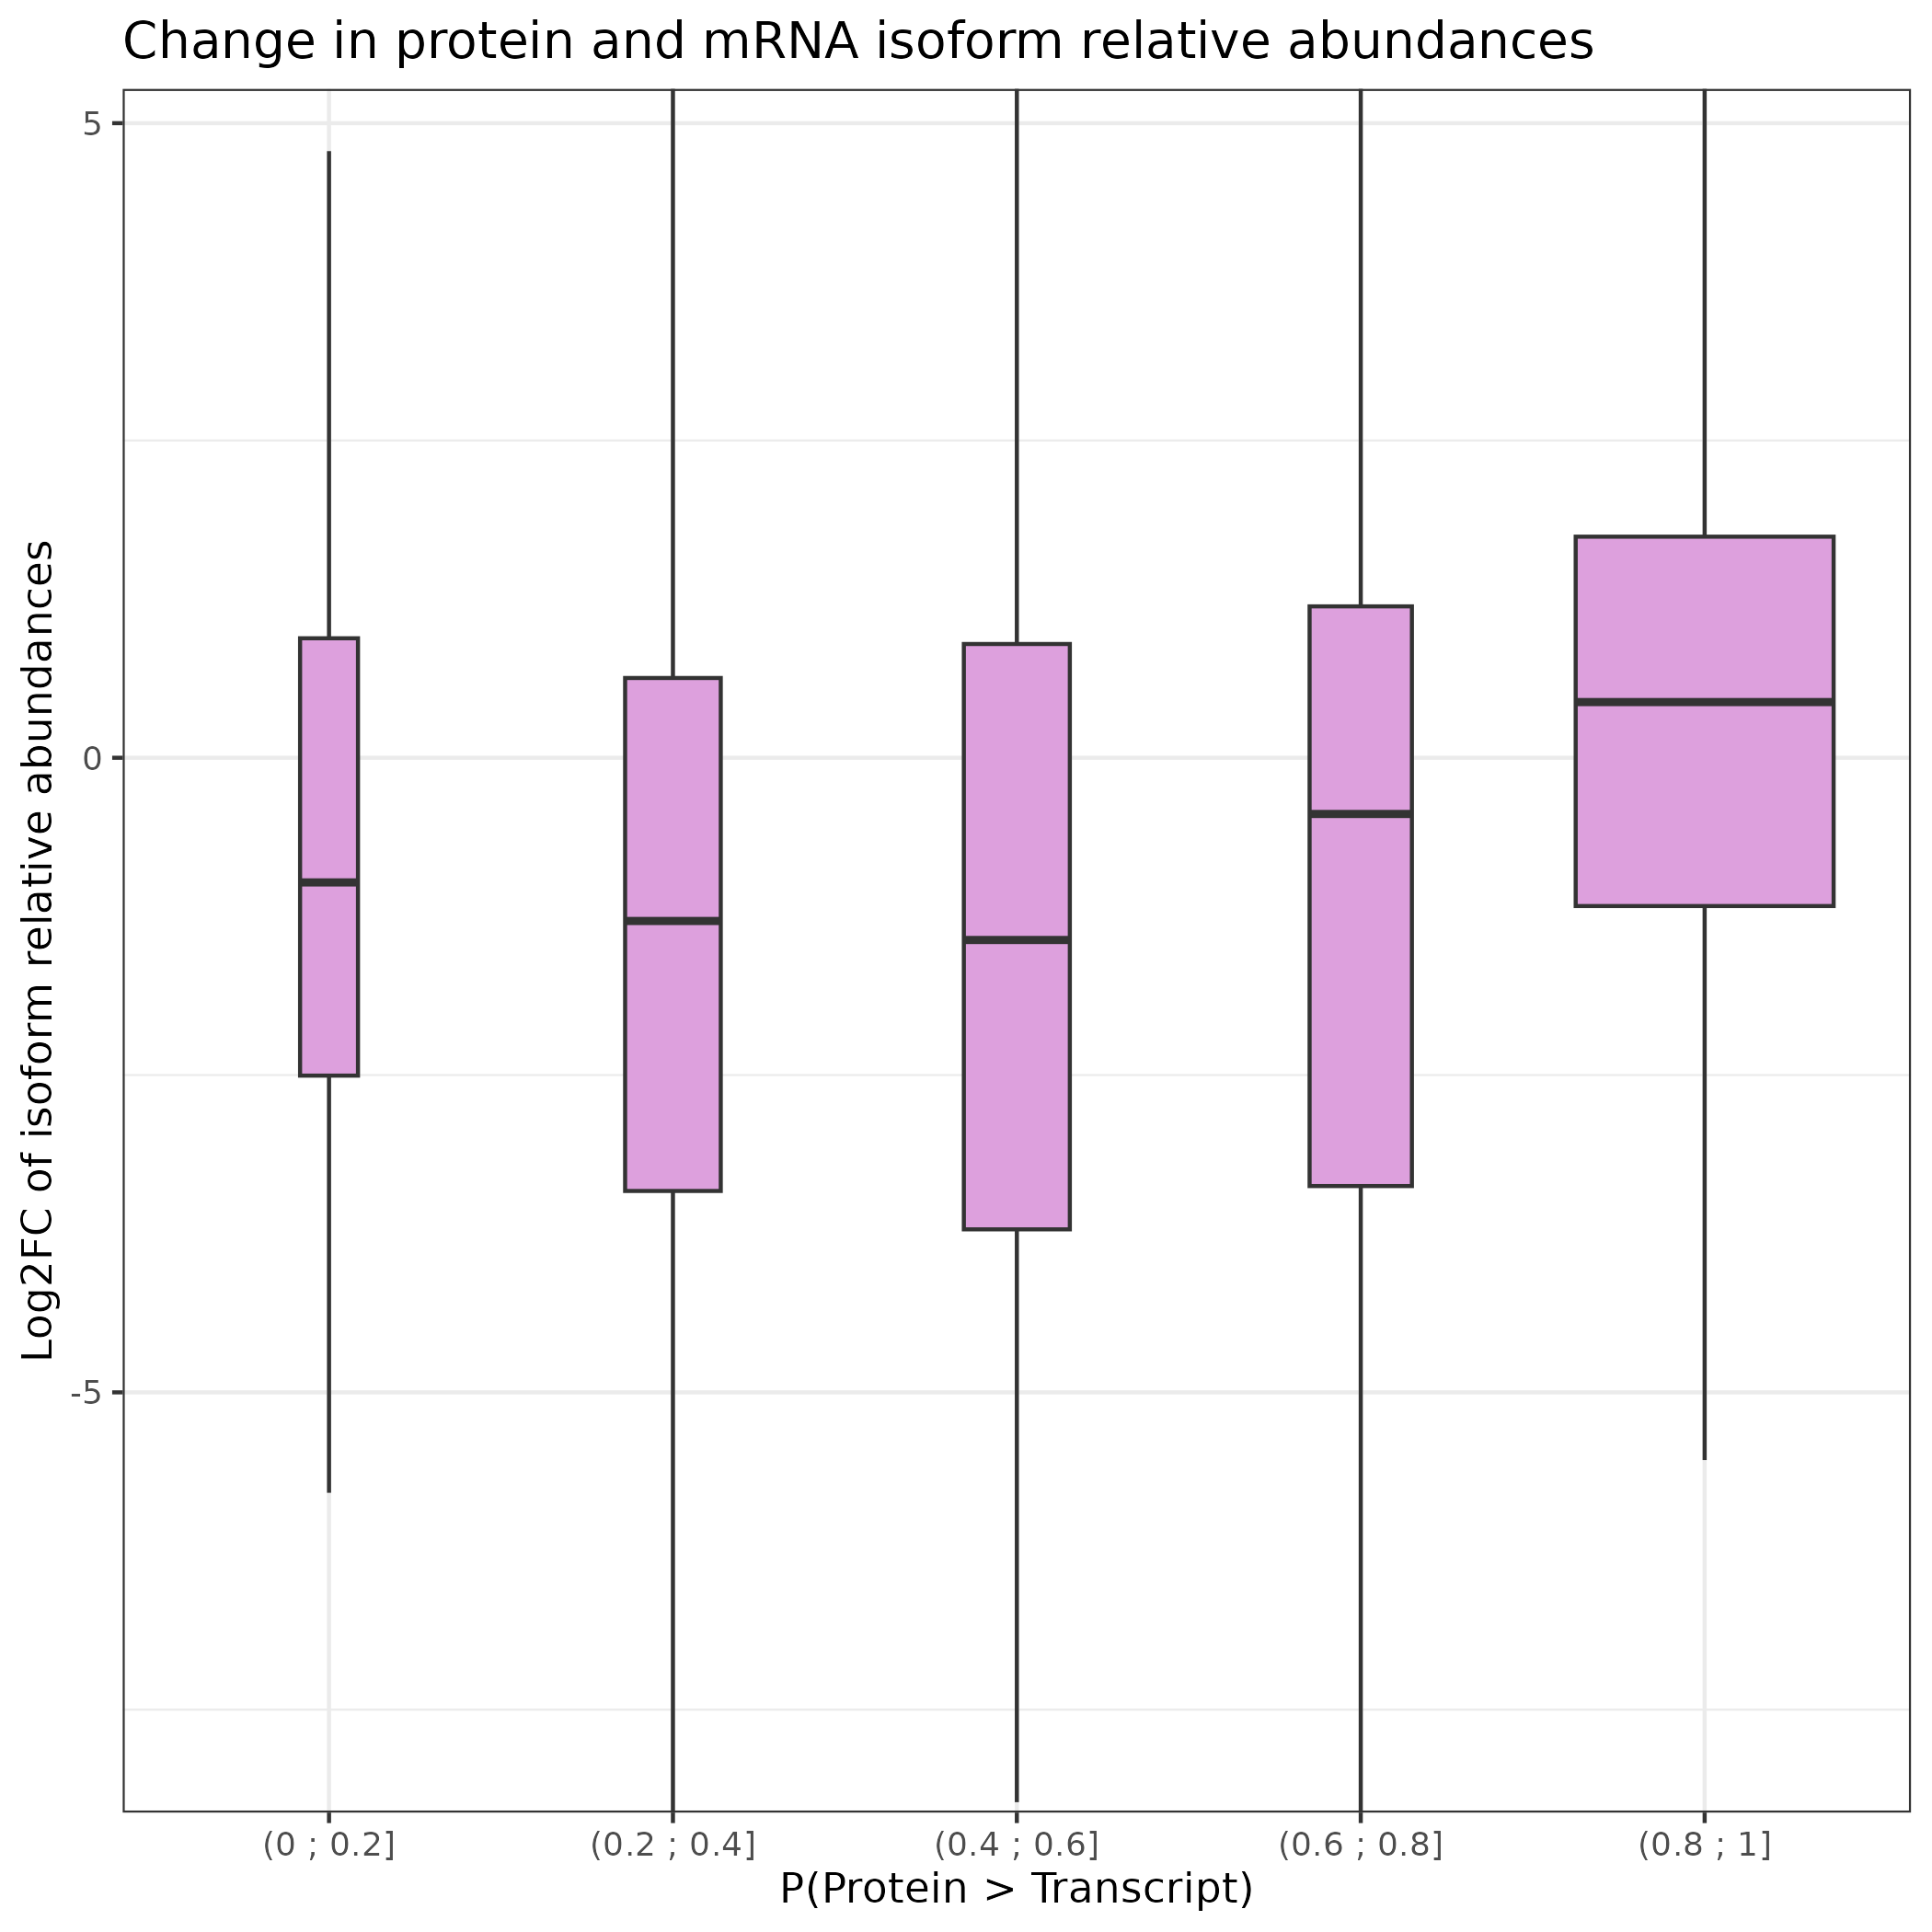 Change in protein and mRNA isoform relative abundances
Log2FC of isoform relative abundances
5
0
-5
(0 ; 0.2]
(0.2 ; 0.4]
(0.4 ; 0.6]
(0.6 ; 0.8]
(0.8 ; 1]
P(Protein > Transcript)